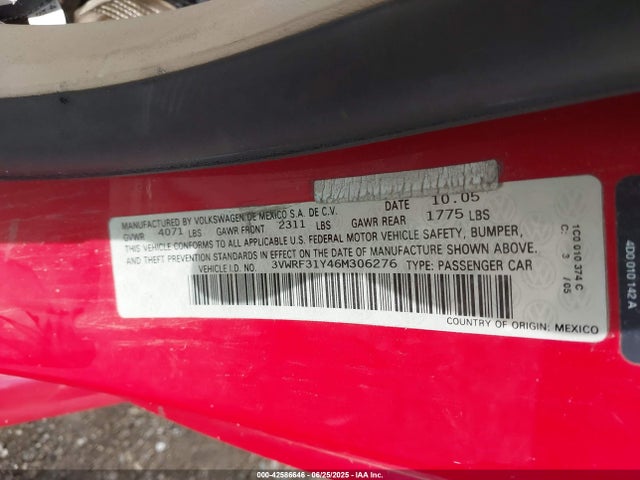 MANUFACTURED BY VOLKSWAGEN DE MEXICO S.A. DE C.V. DATE 10.05
GVWR 4071 LBS GAWR FRONT 2311 LBS GAWR REAR 1775 LBS
THIS VEHICLE CONFORMS TO ALL APPLICABLE U.S. FEDERAL MOTOR VEHICLE SAFETY, BUMPER,
AND THEFT PREVENTION STANDARDS IN EFFECT ON THE DATE OF MANUFACTURE SHOWN ABOVE.
VEHICLE I.D. : 3VWRF31Y46M306276 TYPE: PASSENGER CAR
COUNTRY OF ORIGIN: MEXICO
1C0 010 374 C
C. 3 /05
4D0 010 142 A
© IAA #--42586646 -- 06/25/2025 -- IAAI.COM